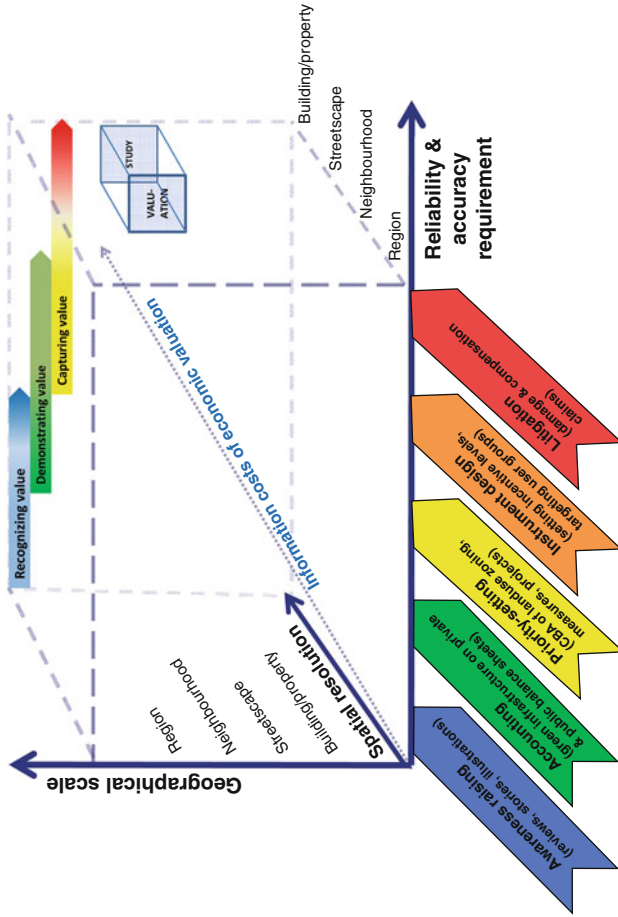 Recognizing value
Demonstrating value
Capturing value
STUDY
VALU-
ATION
Geographical scale
Region
Neighbourhood
Streetscape
Building/property
Spatial resolution
Information costs of economic valuation
Building/property
Streetscape
Neighbourhood
Region
Reliability &
accuracy
requirement
Awareness raising
(reviews, stories, illustrations)
Accounting
(green infrastructure on private
& public balance sheets)
Priority-setting
(CBA of landuse zoning,
measures, projects)
Instrument design
(setting incentive levels,
targeting user groups)
Litigation
(damage & compensation
claims)